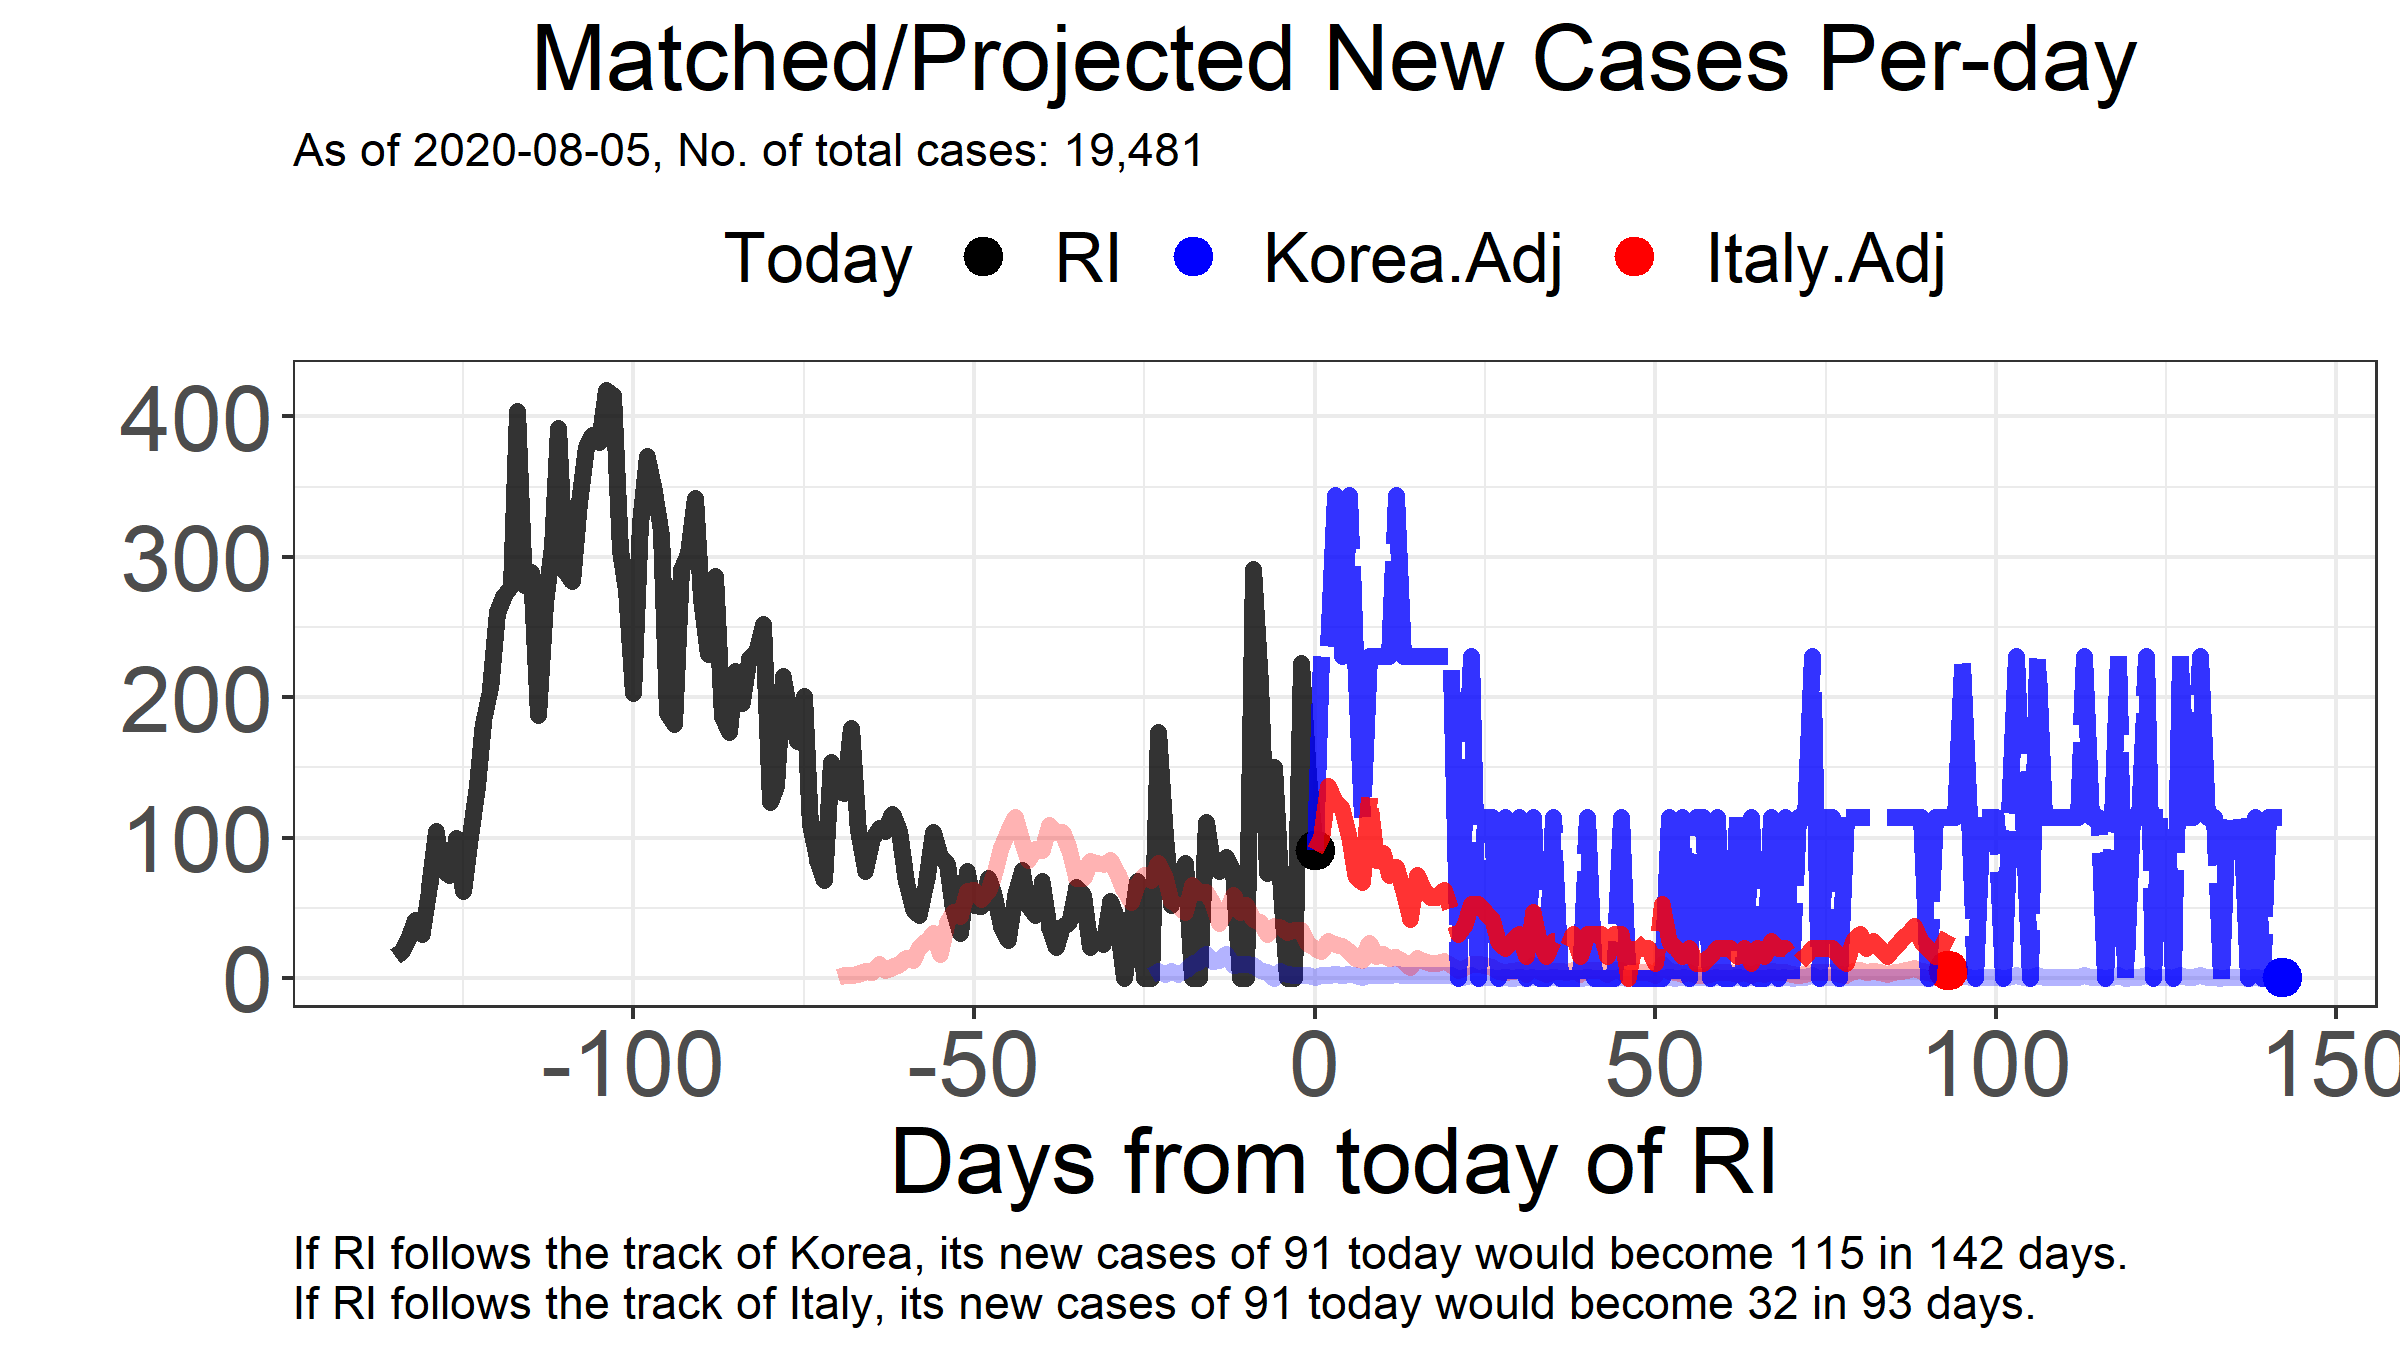 Matched/Projected New Cases Per-day
As of 2020-08-05, No. of total cases: 19,481
Today RI Korea.Adj Italy.Adj
400
300
200
100
0
-100 -50 0 50 100 150
Days from today of RI
If RI follows the track of Korea, its new cases of 91 today would become 115 in 142 days.
If RI follows the track of Italy, its new cases of 91 today would become 32 in 93 days.